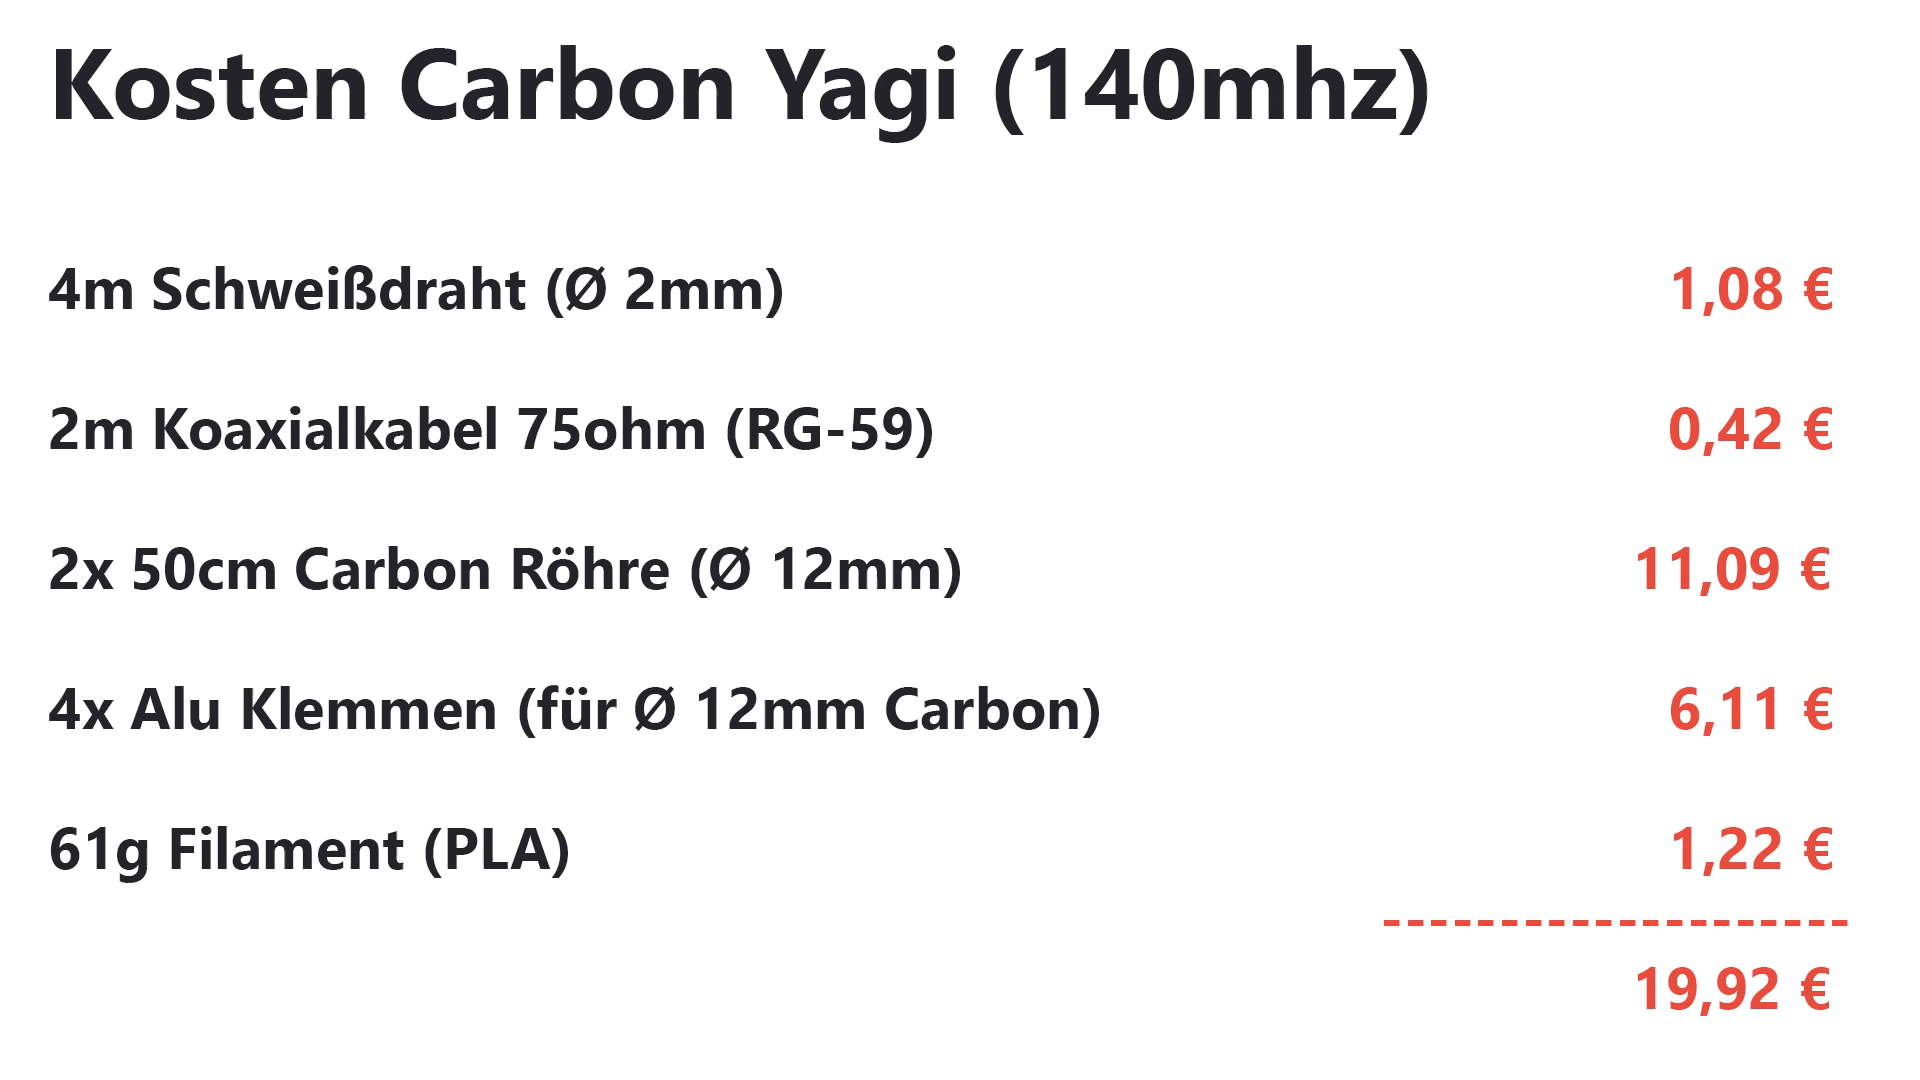 Kosten Carbon Yagi (140mhz)
4m Schweißdraht (Ø 2mm) 1,08 €
2m Koaxialkabel 75ohm (RG-59) 0,42 €
2x 50cm Carbon Röhre (Ø 12mm) 11,09 €
4x Alu Klemmen (für Ø 12mm Carbon) 6,11 €
61g Filament (PLA) 1,22 €
--------------------
19,92 €